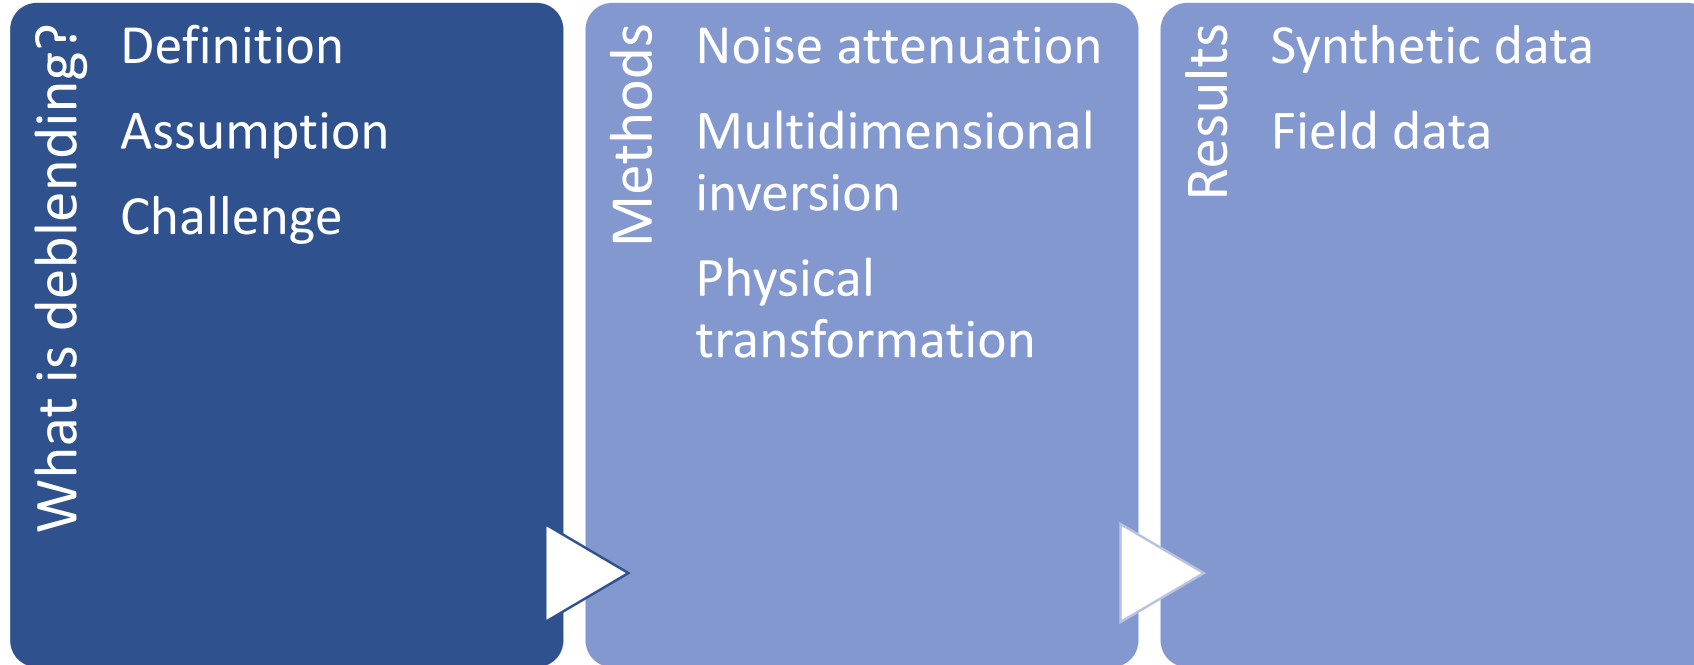 What is deblending?
Definition
Assumption
Challenge
Methods
Noise attenuation
Multidimensional
inversion
Physical
transformation
Results
Synthetic data
Field data